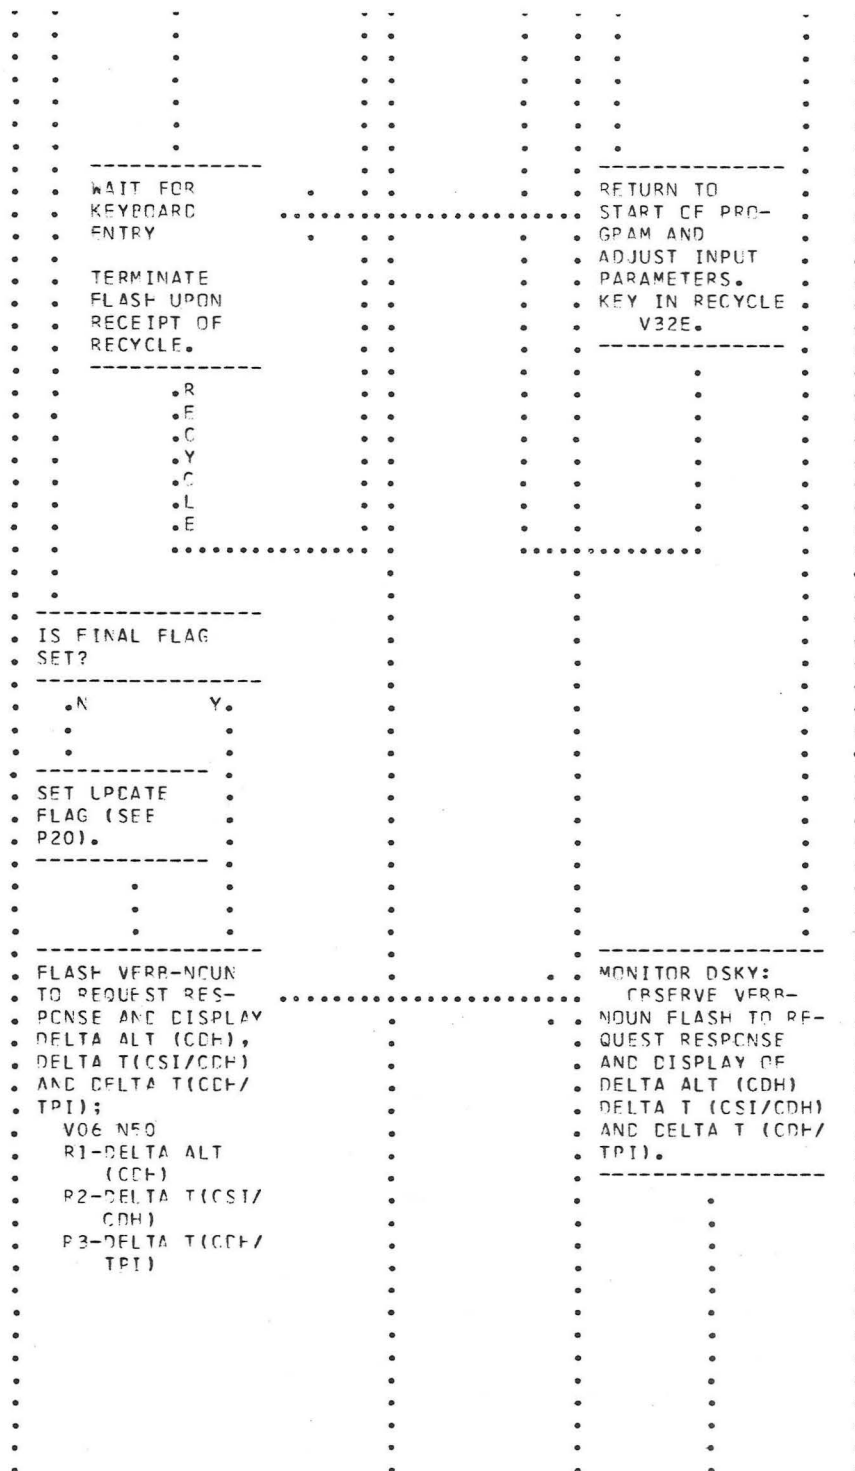 WAIT FOR
KEYBOARD
ENTRY
TERMINATE
FLASH UPON
RECEIPT OF
RECYCLE.
RECYCLE
RETURN TO
START OF PRO-
GRAM AND
ADJUST INPUT
PARAMETERS.
KEY IN RECYCLE
V32E.
IS FINAL FLAG
SET?
N Y
SET UPDATE
FLAG (SEE
P20).
FLASH VERB-NOUN
TO REQUEST RES-
PONSE AND DISPLAY
DELTA ALT (CDH),
DELTA T(CSI/CDH)
AND DELTA T(CDH/
TPI);
V06 N50
R1-DELTA ALT
(CDH)
R2-DELTA T(CSI/
CDH)
R3-DELTA T(CDH/
TPI)
MONITOR DSKY:
OBSERVE VERB-
NOUN FLASH TO RE-
QUEST RESPONSE
AND DISPLAY OF
DELTA ALT (CDH)
DELTA T (CSI/CDH)
AND DELTA T (CDH/
TPI).